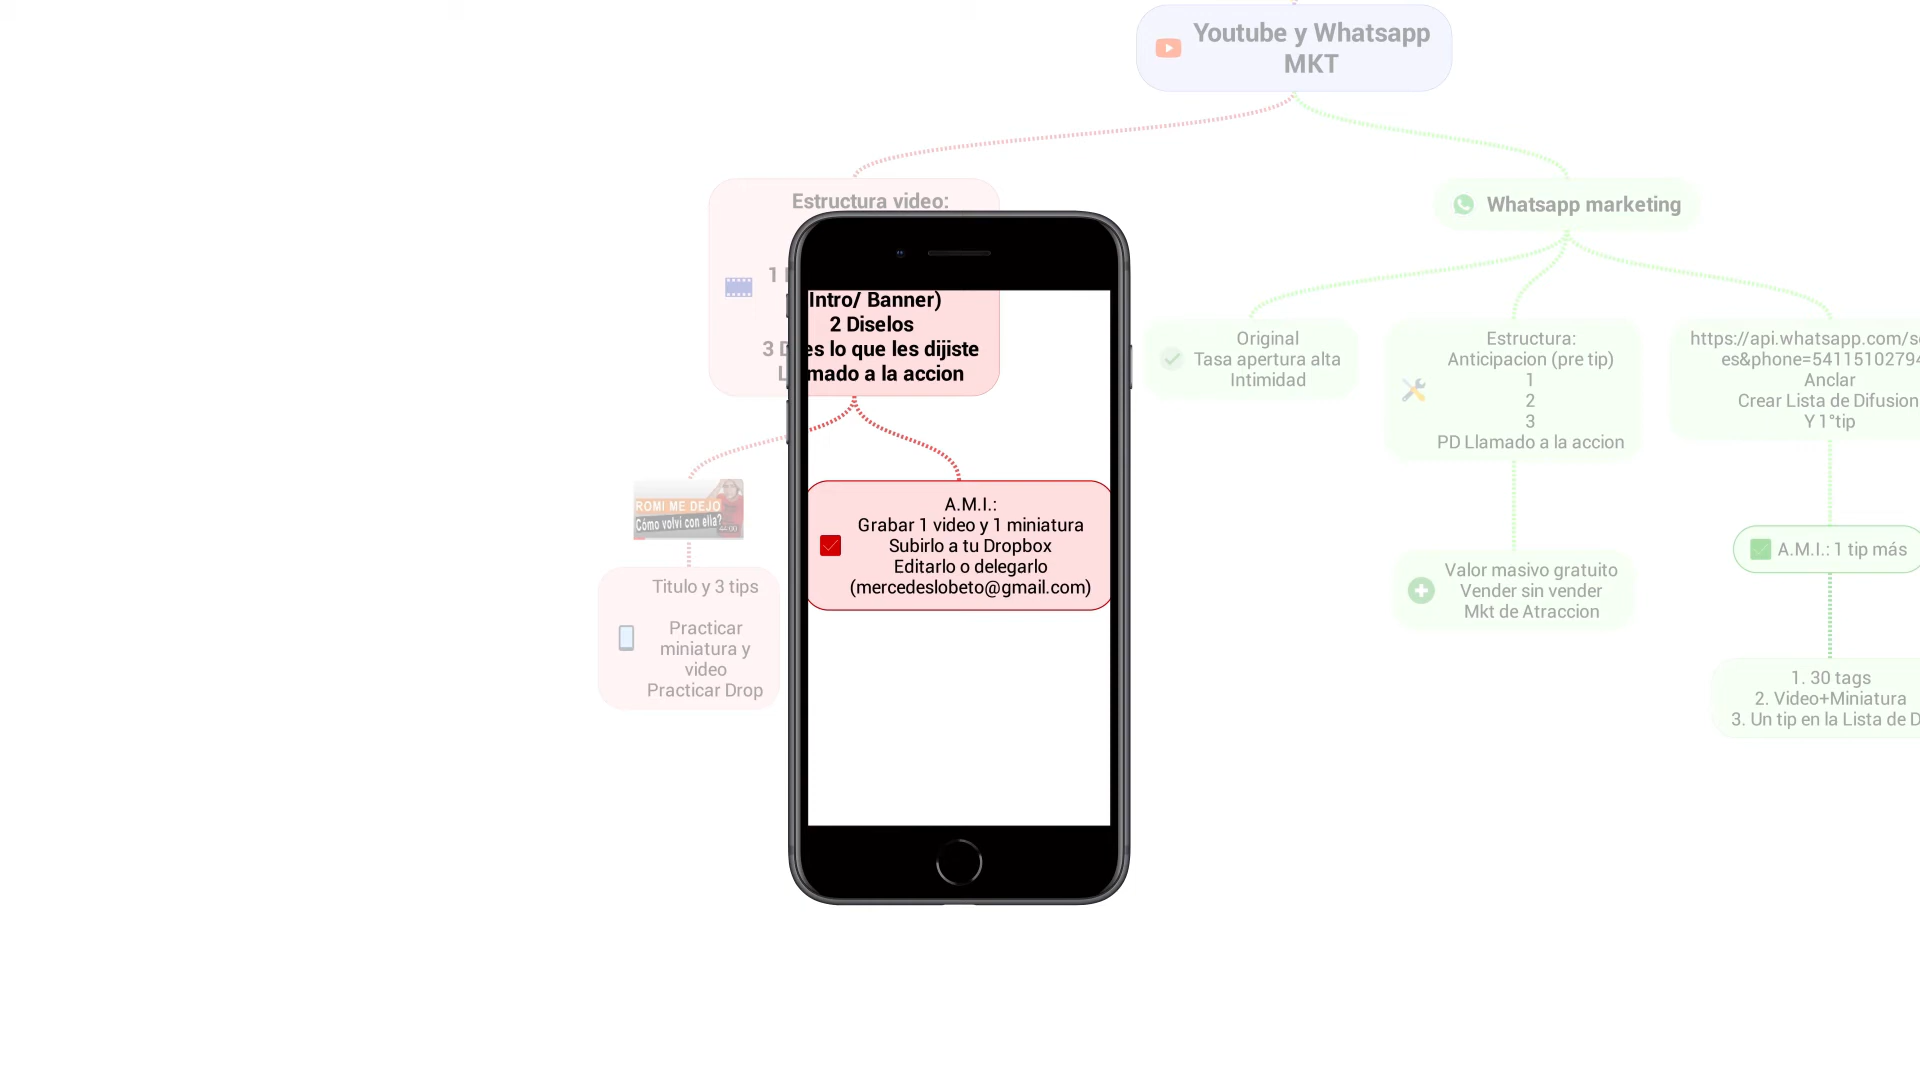 Youtube y Whatsapp
MKT
Estructura video:
1
(Intro/ Banner)
2 Diselos
3 es lo que les dijiste
mado a la accion
ROMI ME DEJO
Cómo volvi con ella?
Titulo y 3 tips
Practicar
miniatura y
video
Practicar Drop
A.M.I.:
Grabar 1 video y 1 miniatura
Subirlo a tu Dropbox
Editarlo o delegarlo
(mercedeslobeto@gmail.com)
Whatsapp marketing
Original
Tasa apertura alta
Intimidad
Estructura:
Anticipacion (pre tip)
1
2
3
PD Llamado a la accion
Valor masivo gratuito
Vender sin vender
Mkt de Atraccion
https://api.whatsapp.com/s
es&phone=5411510279
Anclar
Crear Lista de Difusion
Y 1°tip
A.M.I.: 1 tip más
1. 30 tags
2. Video+Miniatura
3. Un tip en la Lista de D